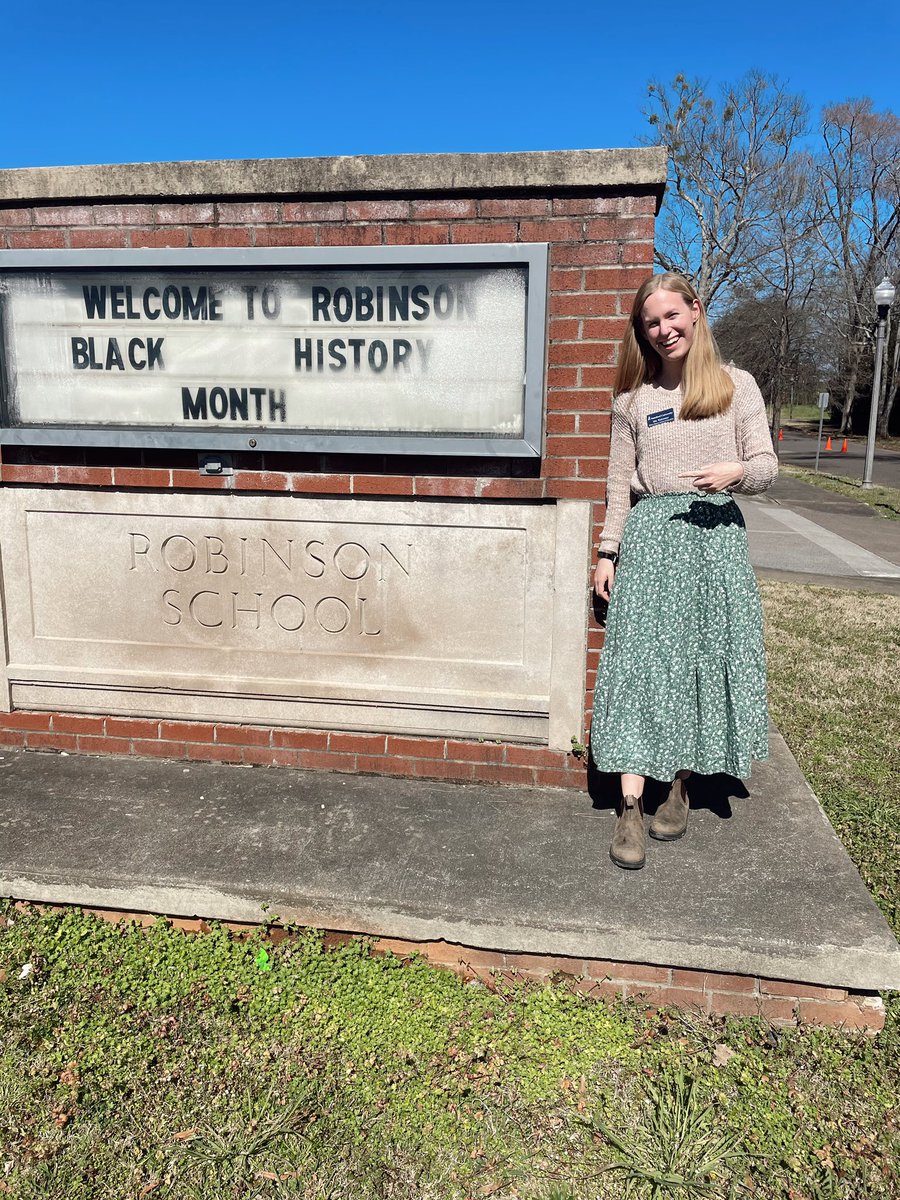 WELCOME TO ROBINSON
BLACK HISTORY
MONTH
ROBINSON
SCHOOL